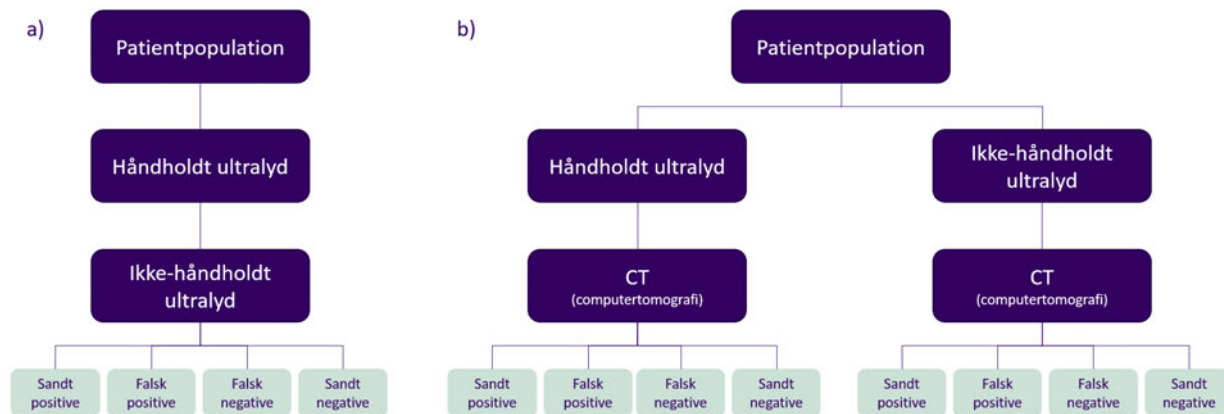 a)
Patientpopulation
Håndholdt ultralyd
Ikke-håndholdt
ultralyd
Sandt
positive
Falsk
positive
Falsk
negative
Sandt
negative
b)
Patientpopulation
Håndholdt ultralyd
Ikke-håndholdt
ultralyd
CT
(computertomografi)
CT
(computertomografi)
Sandt
positive
Falsk
positive
Falsk
negative
Sandt
negative
Sandt
positive
Falsk
positive
Falsk
negative
Sandt
negative